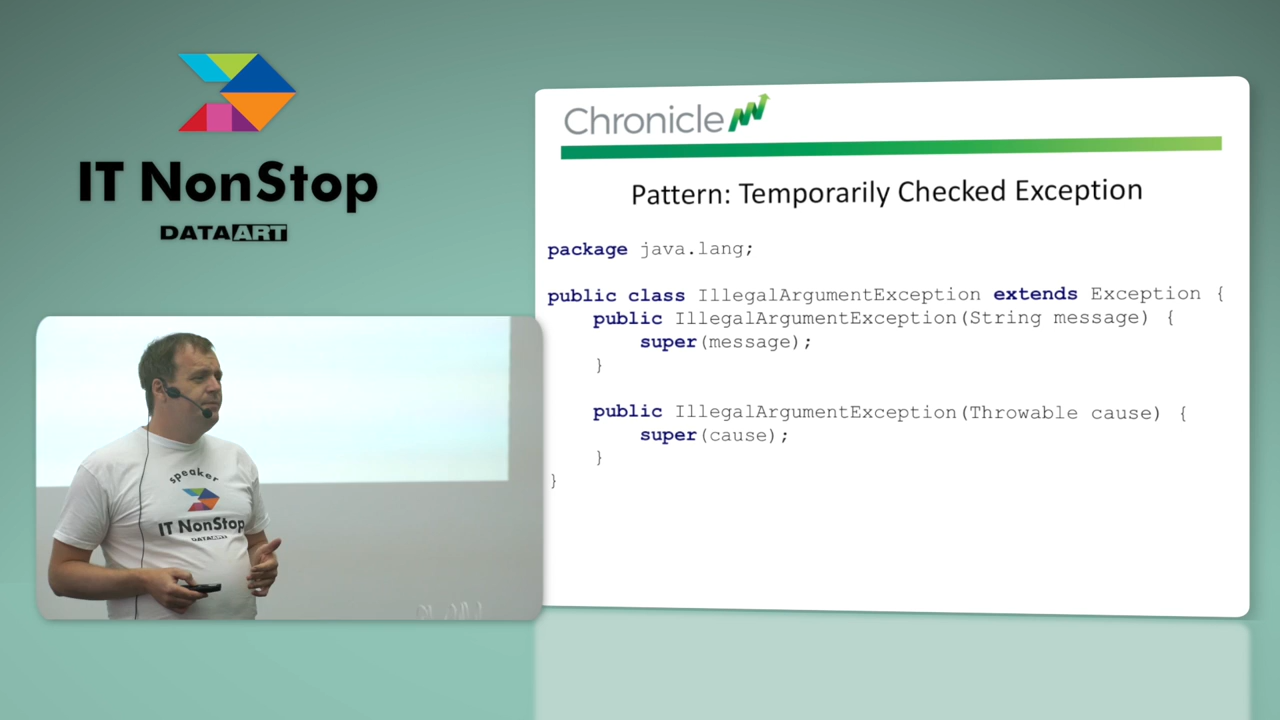 IT NonStop
DATAART
Chronicle
Pattern: Temporarily Checked Exception
package java.lang;
public class IllegalArgumentException extends Exception {
    public IllegalArgumentException(String message) {
        super(message);
    }
    public IllegalArgumentException(Throwable cause) {
        super(cause);
    }
}
speaker
IT NonStop
DATAART